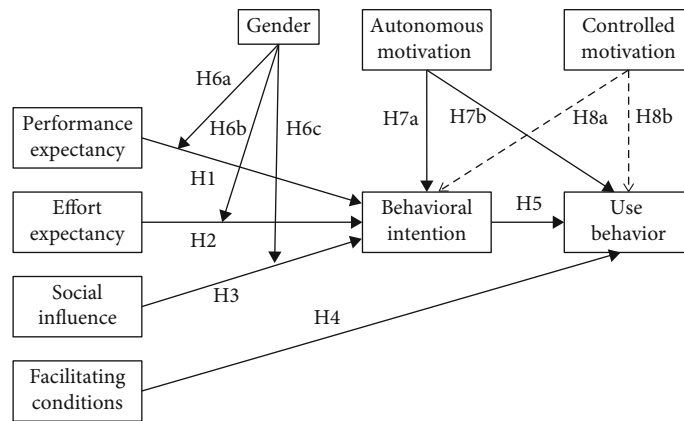 Gender
Autonomous
motivation
Controlled
motivation
H6a
H6b
H6c
H7a
H7b
H8a
H8b
Performance
expectancy
H1
Effort
expectancy
H2
Behavioral
intention
H5
Use
behavior
Social
influence
H3
H4
Facilitating
conditions